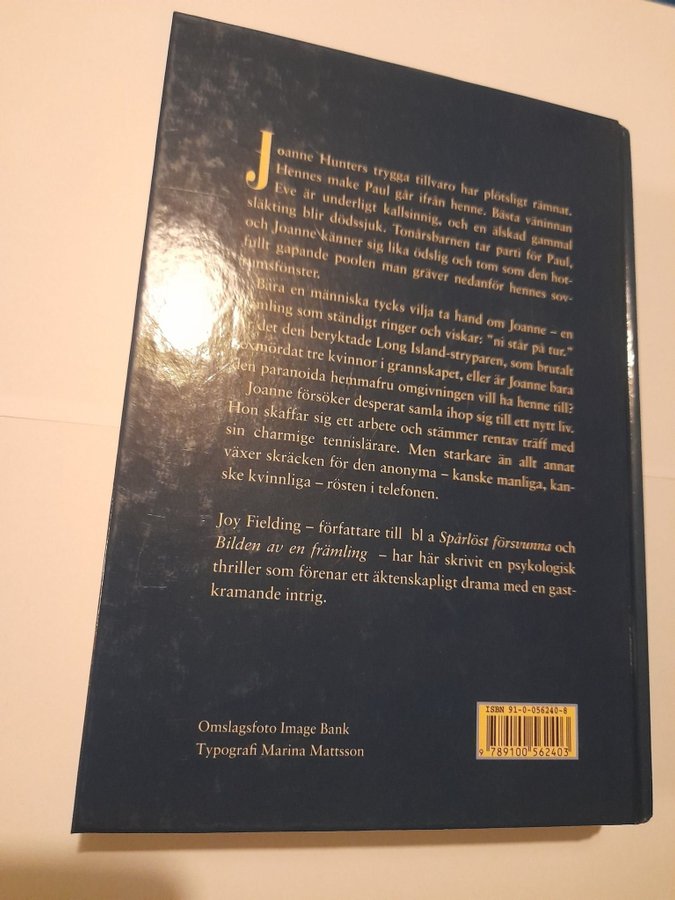 Joanne Hunters trygga tillvaro har plötsligt rämnat.
Hennes make Paul går ifrån henne. Bästa väninnan
Eve är underligt kallsinnig, och en älskad gammal
släkting blir dödssjuk. Tonårsbarnen tar parti för Paul,
och Joanne känner sig lika ödslig och tom som den hot-
fullt gapande poolen man gräver nedanför hennes sov-
umsfönster.
Bara en människa tycks vilja ta hand om Joanne – en
ämling som ständigt ringer och viskar: "ni står på tur."
det den beryktade Long Island-stryparen, som brutalt
exmördat tre kvinnor i grannskapet, eller är Joanne bara
den paranoida hemmafru omgivningen vill ha henne till?
Joanne försöker desperat samla ihop sig till ett nytt liv.
Hon skaffar sig ett arbete och stämmer rentav träff med
sin charmige tennislärare. Men starkare än allt annat
växer skräcken för den anonyma – kanske manliga, kan-
ske kvinnliga – rösten i telefonen.
Joy Fielding – författare till bl a Spårlöst försvunna och
Bilden av en främling – har här skrivit en psykologisk
thriller som förenar ett äktenskapligt drama med en gast-
kramande intrig.
Omslagsfoto Image Bank
Typografi Marina Mattsson
ISBN 91-0-056240-8
9 789100 562403